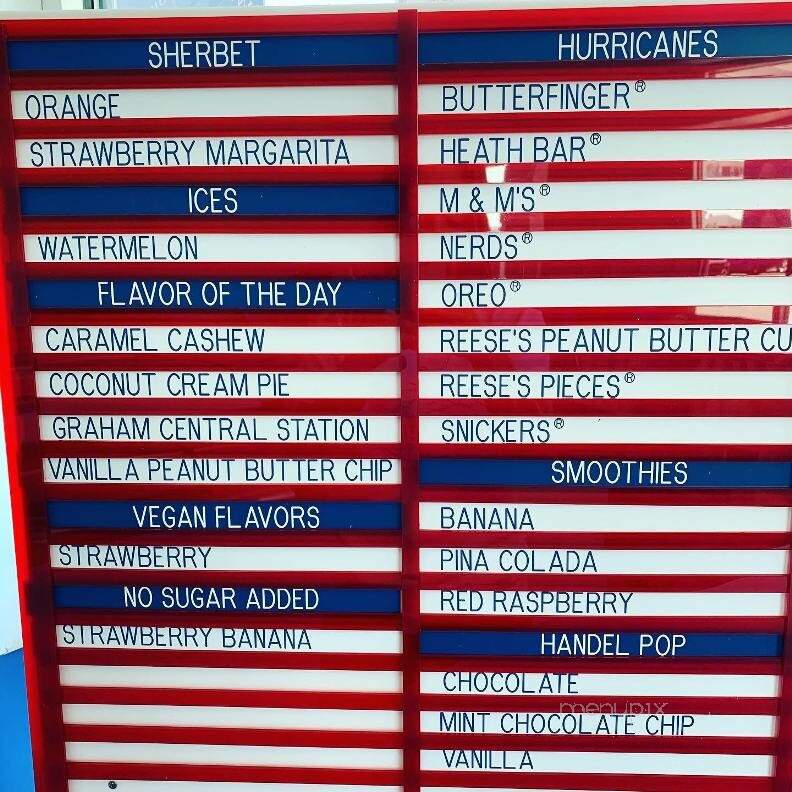 SHERBET
ORANGE
STRAWBERRY MARGARITA
ICES
WATERMELON
FLAVOR OF THE DAY
CARAMEL CASHEW
COCONUT CREAM PIE
GRAHAM CENTRAL STATION
VANILLA PEANUT BUTTER CHIP
VEGAN FLAVORS
STRAWBERRY
NO SUGAR ADDED
STRAWBERRY BANANA
HURRICANES
BUTTERFINGER®
HEATH BAR®
M & M'S®
NERDS®
OREO®
REESE'S PEANUT BUTTER CU
REESE'S PIECES®
SNICKERS®
SMOOTHIES
BANANA
PINA COLADA
RED RASPBERRY
HANDEL POP
CHOCOLATE
menupix
MINT CHOCOLATE CHIP
VANILLA